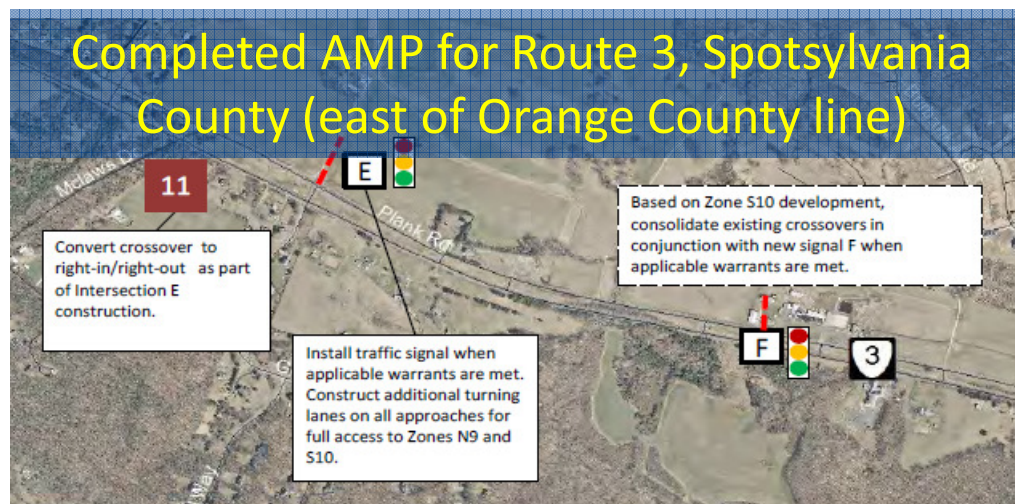 Completed AMP for Route 3, Spotsylvania
County (east of Orange County line)
Mclaws Dr
11
E
Plank Rd
Based on Zone S10 development,
consolidate existing crossovers in
conjunction with new signal F when
applicable warrants are met.
Convert crossover to
right-in/right-out as part
of Intersection E
construction.
Install traffic signal when
applicable warrants are met.
Construct additional turning
lanes on all approaches for
full access to Zones N9 and
S10.
F
3